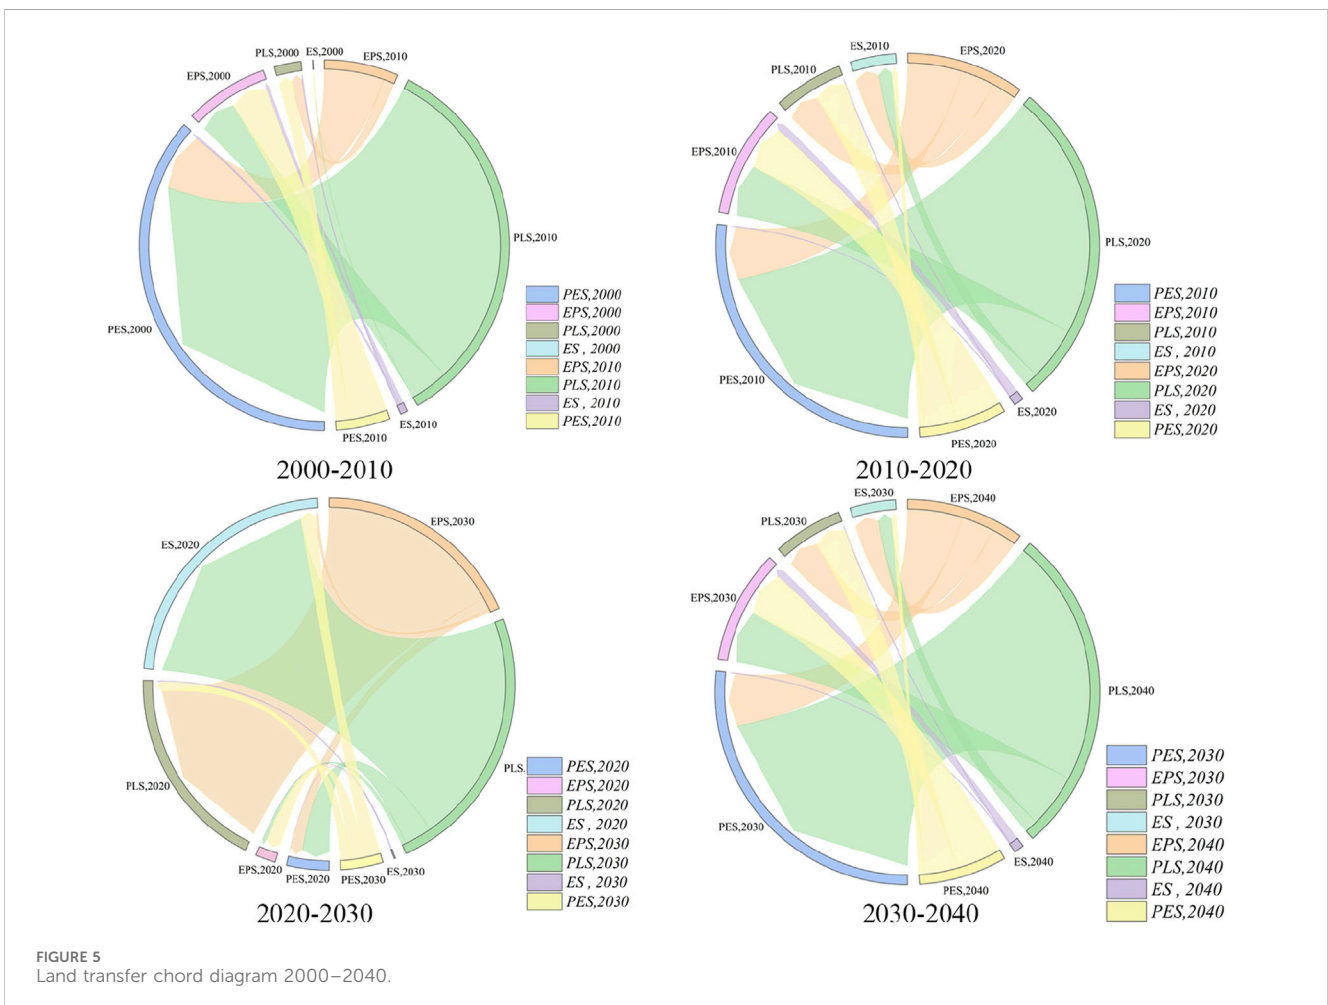 PLS,2000
ES,2000
EPS,2010
EPS,2000
PES,2000
PLS,2010
PES,2010
ES,2010
PES,2000
EPS,2000
PLS,2000
ES , 2000
EPS,2010
PLS,2010
ES , 2010
PES,2010
2000-2010
ES,2010
EPS,2020
PLS,2010
EPS,2010
PLS,2020
PES,2010
ES,2020
PES,2020
PES,2010
EPS,2010
PLS,2010
ES , 2010
EPS,2020
PLS,2020
ES , 2020
PES,2020
2010-2020
EPS,2030
ES,2020
PLS,2020
PLS.
EPS,2020
PES,2020
PES,2030
ES,2030
PES,2020
EPS,2020
PLS,2020
ES , 2020
EPS,2030
PLS,2030
ES , 2030
PES,2030
2020-2030
ES,2030
EPS,2040
PLS,2030
EPS,2030
PLS,2040
PES,2030
ES,2040
PES,2040
PES,2030
EPS,2030
PLS,2030
ES , 2030
EPS,2040
PLS,2040
ES , 2040
PES,2040
2030-2040
FIGURE 5
Land transfer chord diagram 2000–2040.